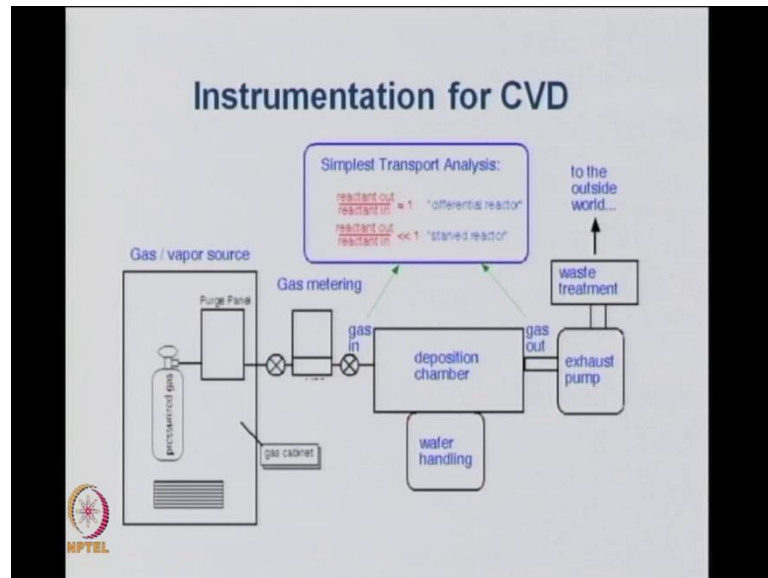 Instrumentation for CVD
Simplest Transport Analysis:
reactant out
reactant in
≈ 1 "differential reactor"
reactant out
reactant in
<< 1 "starved reactor"
to the
outside
world...
Gas / vapor source
Gas metering
waste
treatment
Purge Panel
gas
in
gas
out
deposition
chamber
exhaust
pump
pressurized gas
gas cabinet
wafer
handling
NPTEL